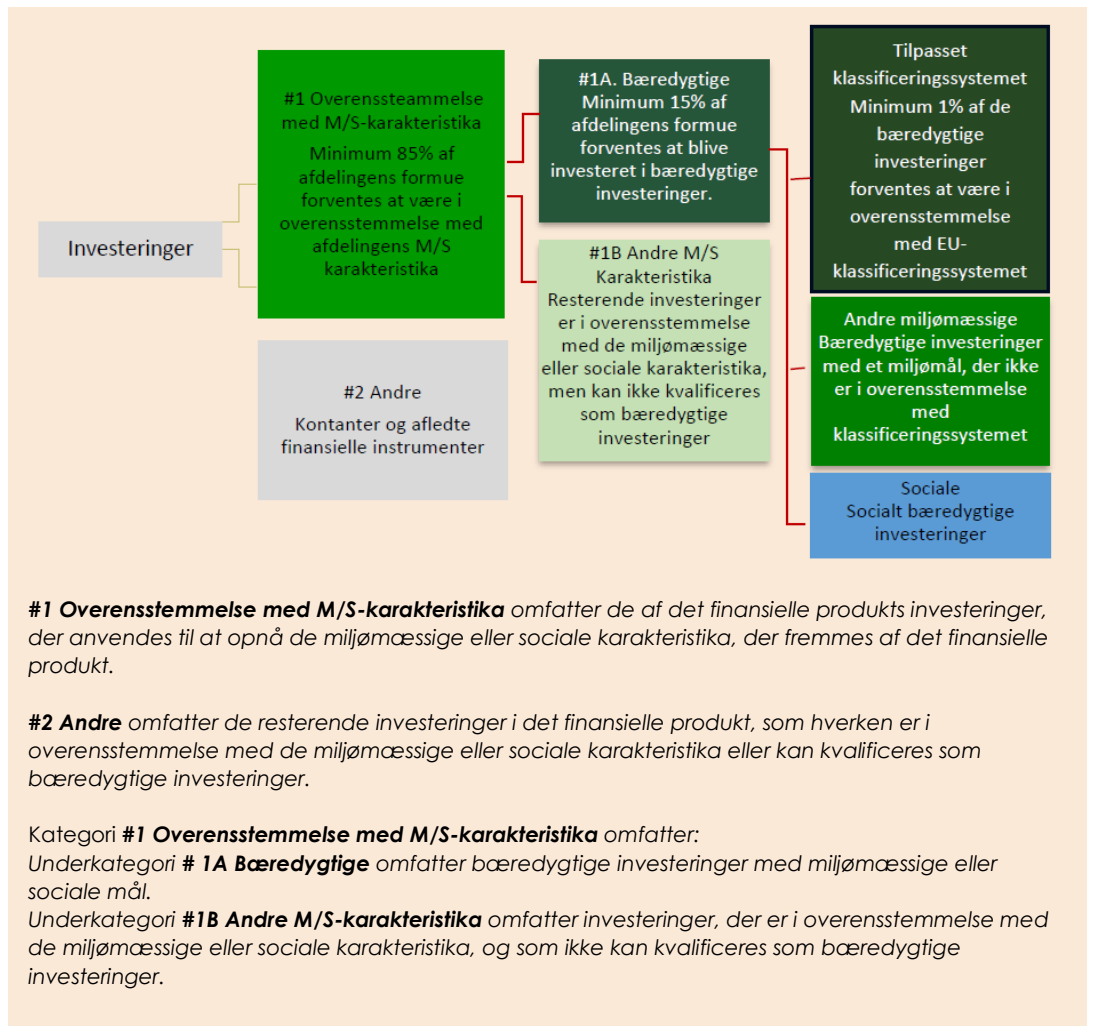 Investeringer
#1 Overenssteammelse
med M/S-karakteristika
Minimum 85% af
afdelingens formue
forventes at være i
overensstemmelse med
afdelingens M/S
karakteristika
#2 Andre
Kontanter og afledte
finansielle instrumenter
#1A. Bæredygtige
Minimum 15% af
afdelingens formue
forventes at blive
investeret i bæredygtige
investeringer.
#1B Andre M/S
Karakteristika
Resterende investeringer
er i overensstemmelse
med de miljømæssige
eller sociale karakteristika,
men kan ikke kvalificeres
som bæredygtige
investeringer
Tilpasset
klassificeringssystemet
Minimum 1% af de
bæredygtige
investeringer
forventes at være i
overensstemmelse
med EU-
klassificeringssystemet
Andre miljømæssige
Bæredygtige investeringer
med et miljømål, der ikke
er i overensstemmelse
med
klassificeringssystemet
Sociale
Socialt bæredygtige
investeringer
#1 Overensstemmelse med M/S-karakteristika omfatter de af det finansielle produkts investeringer,
der anvendes til at opnå de miljømæssige eller sociale karakteristika, der fremmes af det finansielle
produkt.
#2 Andre omfatter de resterende investeringer i det finansielle produkt, som hverken er i
overensstemmelse med de miljømæssige eller sociale karakteristika eller kan kvalificeres som
bæredygtige investeringer.
Kategori #1 Overensstemmelse med M/S-karakteristika omfatter:
Underkategori # 1A Bæredygtige omfatter bæredygtige investeringer med miljømæssige eller
sociale mål.
Underkategori #1B Andre M/S-karakteristika omfatter investeringer, der er i overensstemmelse med
de miljømæssige eller sociale karakteristika, og som ikke kan kvalificeres som bæredygtige
investeringer.